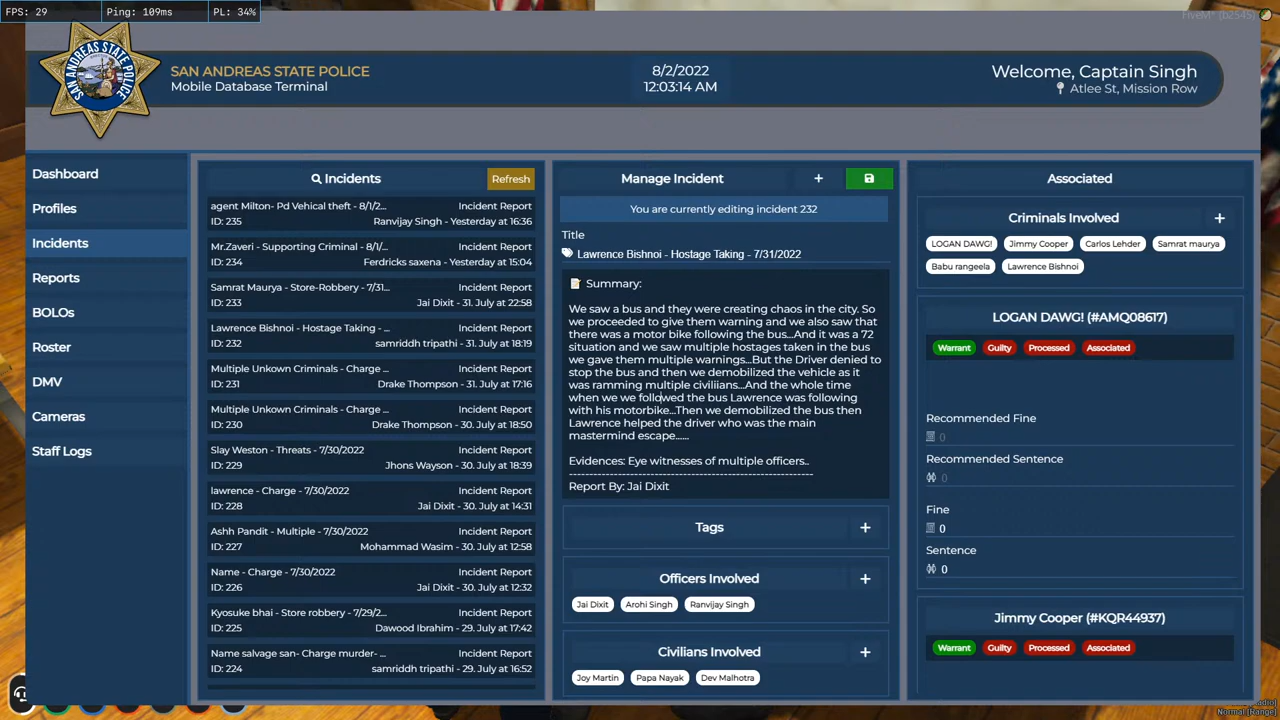 FPS: 29
Ping: 109ms
PL: 34%
FiveM® (b2545)
SAN ANDREAS STATE POLICE
Mobile Database Terminal
8/2/2022
12:03:14 AM
Welcome, Captain Singh
Atlee St, Mission Row
Dashboard
Profiles
Incidents
Reports
BOLOs
Roster
DMV
Cameras
Staff Logs
Incidents
Refresh
agent Milton- Pd Vehical theft - 8/1/2... Incident Report
ID: 235 Ranvijay Singh - Yesterday at 16:36
Mr.Zaveri - Supporting Criminal - 8/1/... Incident Report
ID: 234 Ferdricks saxena - Yesterday at 15:04
Samrat Maurya - Store-Robbery - 7/31... Incident Report
ID: 233 Jai Dixit - 31. July at 22:58
Lawrence Bishnoi - Hostage Taking - ... Incident Report
ID: 232 samriddh tripathi - 31. July at 18:19
Multiple Unkown Criminals - Charge ... Incident Report
ID: 231 Drake Thompson - 31. July at 17:16
Multiple Unkown Criminals - Charge ... Incident Report
ID: 230 Drake Thompson - 30. July at 18:50
Slay Weston - Threats - 7/30/2022 Incident Report
ID: 229 Jhons Wayson - 30. July at 18:39
lawrence - Charge - 7/30/2022 Incident Report
ID: 228 Jai Dixit - 30. July at 14:31
Ashh Pandit - Multiple - 7/30/2022 Incident Report
ID: 227 Mohammad Wasim - 30. July at 12:58
Name - Charge - 7/30/2022 Incident Report
ID: 226 Jai Dixit - 30. July at 12:32
Kyosuke bhai - Store robbery - 7/29/2... Incident Report
ID: 225 Dawood Ibrahim - 29. July at 17:42
Name salvage san- Charge murder- ... Incident Report
ID: 224 samriddh tripathi - 29. July at 16:52
Manage Incident
You are currently editing incident 232
Title
Lawrence Bishnoi - Hostage Taking - 7/31/2022
Summary:
We saw a bus and they were creating chaos in the city. So
we proceeded to give them warning and we also saw that
there was a motor bike following the bus...And it was a 72
situation and we saw multiple hostages taken in the bus
we gave them multiple warnings...But the Driver denied to
stop the bus and then we demobilized the vehicle as it
was ramming multiple civilians...And the whole time
when we we followed the bus Lawrence was following
with his motorbike...Then we demobilized the bus then
Lawrence helped the driver who was the main
mastermind escape......
Evidences: Eye witnesses of multiple officers..
--------------------------------------------------------------
Report By: Jai Dixit
Tags
Officers Involved
Jai Dixit
Arohi Singh
Ranvijay Singh
Civilians Involved
Joy Martin
Papa Nayak
Dev Malhotra
Associated
Criminals Involved
LOGAN DAWG!
Jimmy Cooper
Carlos Lehder
Samrat maurya
Babu rangeela
Lawrence Bishnoi
LOGAN DAWG! (#AMQ08617)
Warrant
Guilty
Processed
Associated
Recommended Fine
0
Recommended Sentence
0
Fine
0
Sentence
0
Jimmy Cooper (#KQR44937)
Warrant
Guilty
Processed
Associated
Normal [Range]